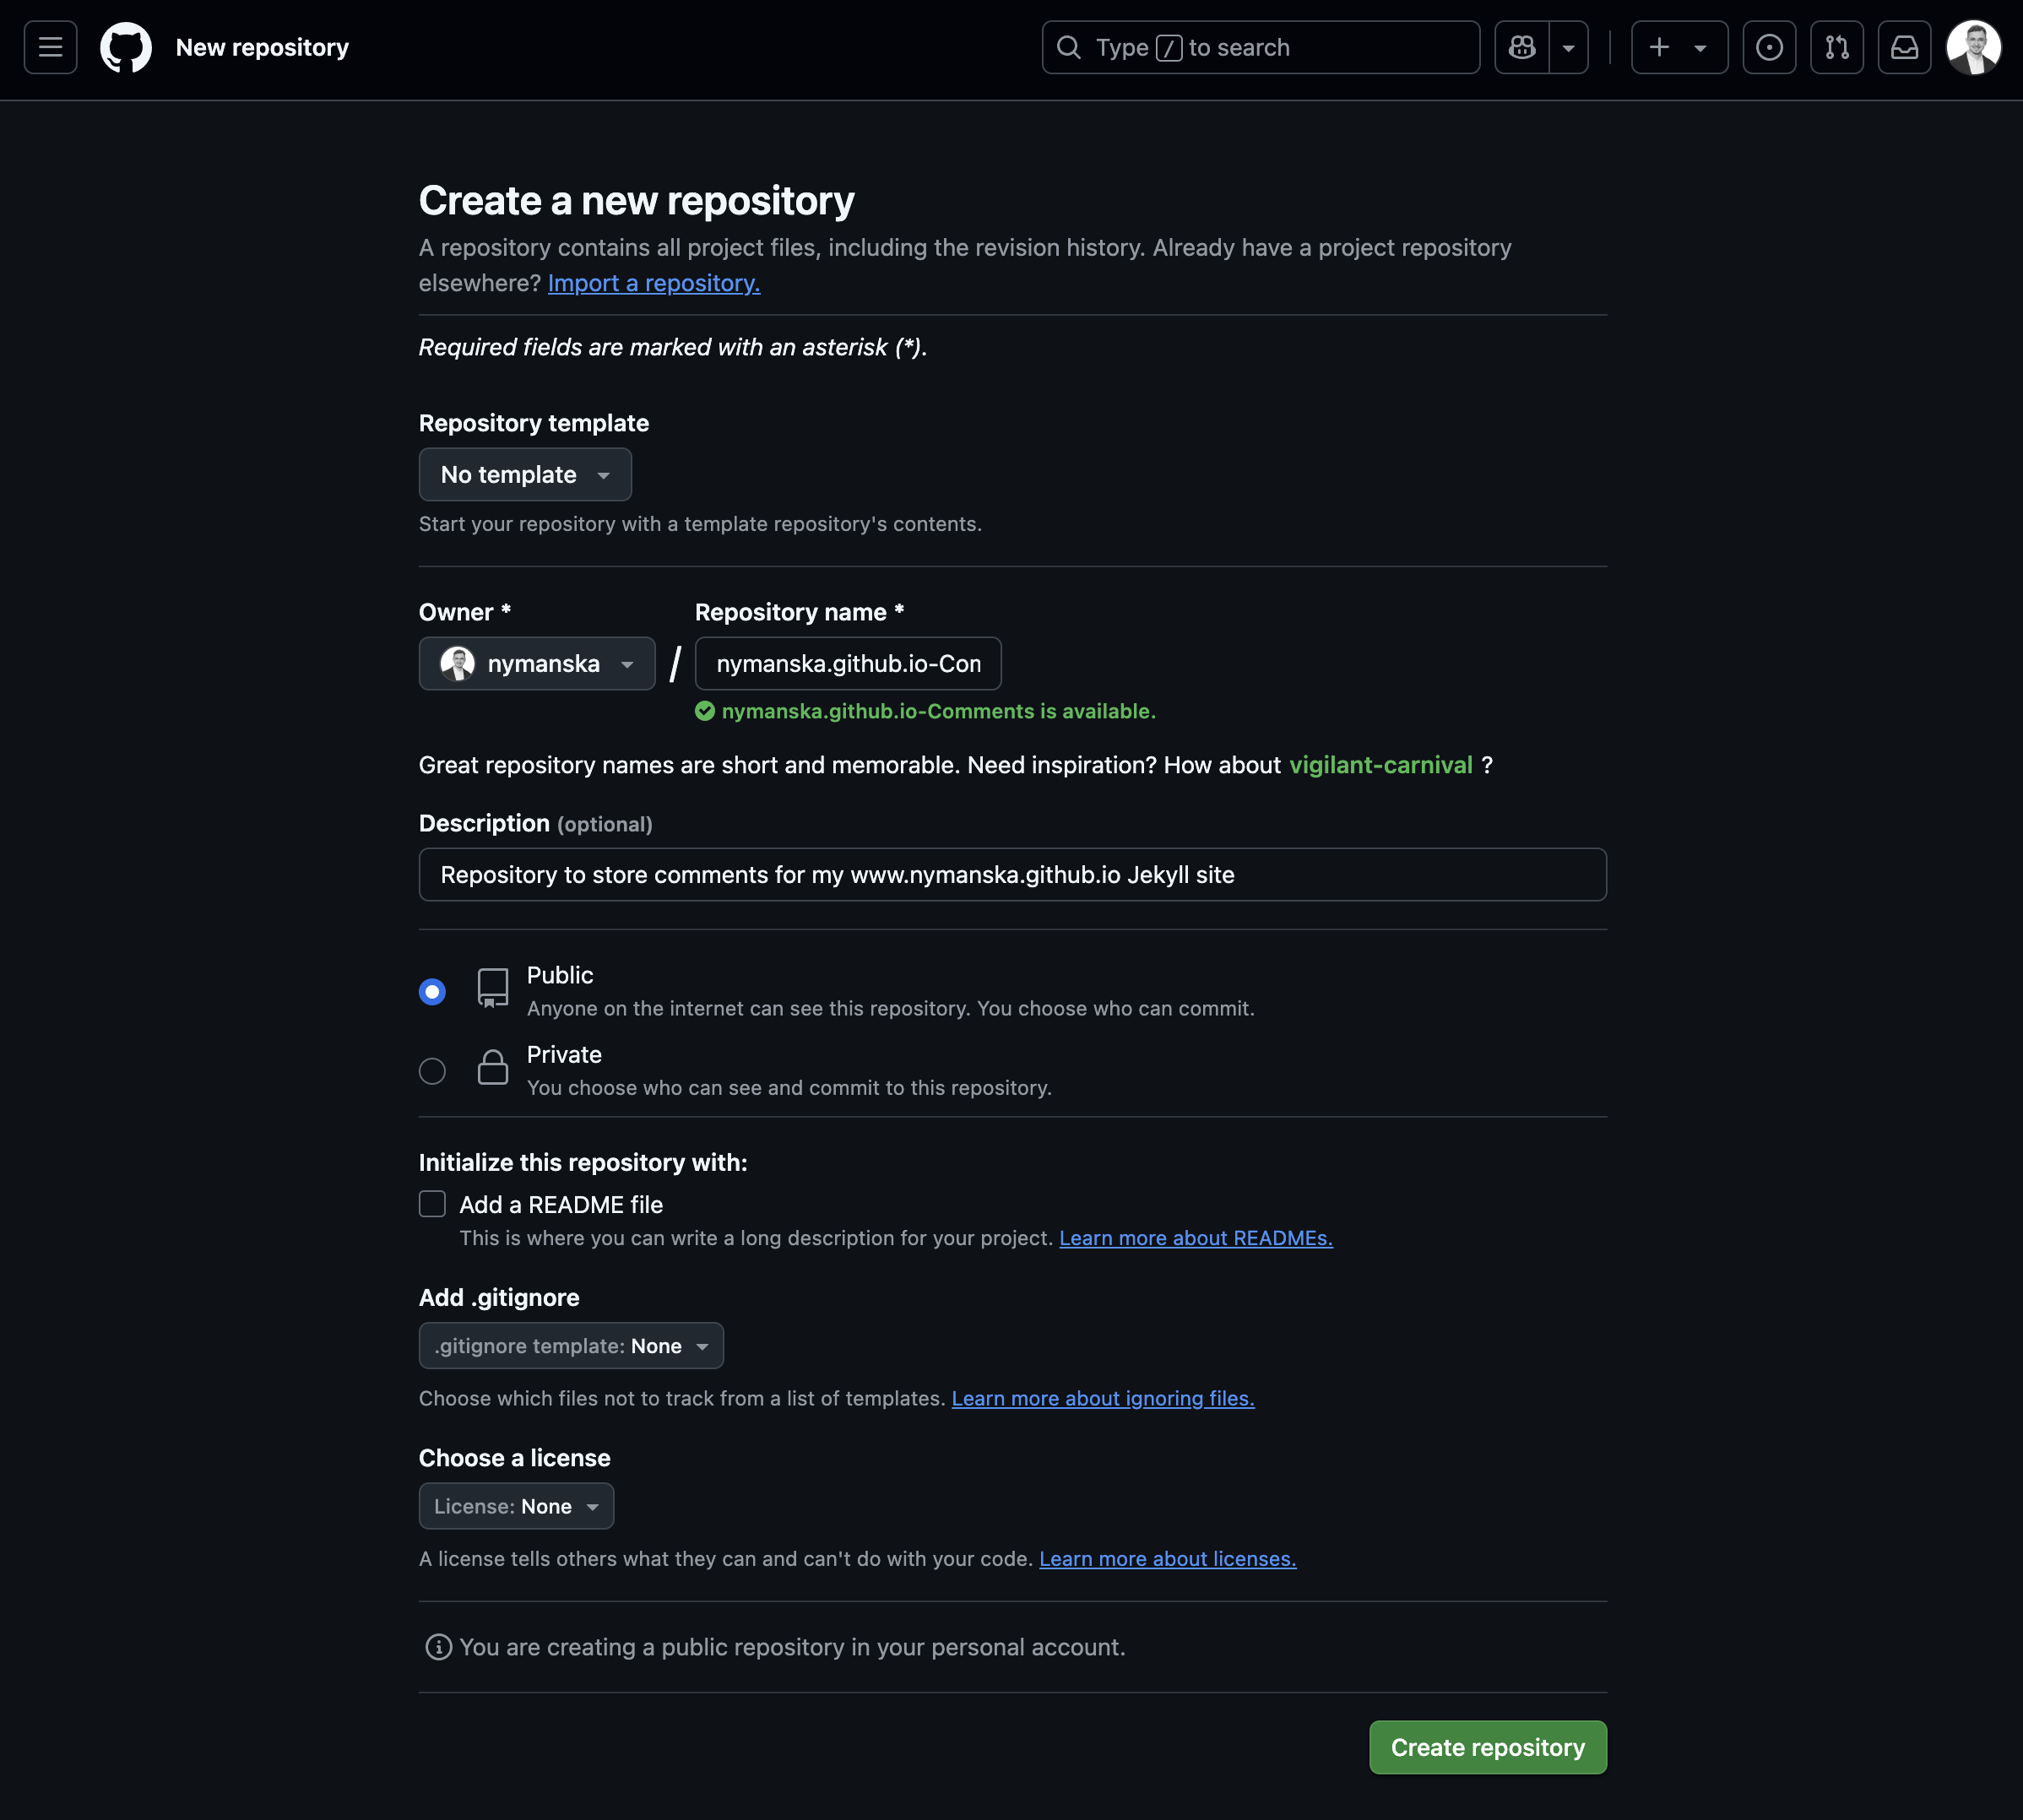 New repository
Type / to search
Create a new repository
A repository contains all project files, including the revision history. Already have a project repository
elsewhere? Import a repository.
Required fields are marked with an asterisk (*).
Repository template
No template
Start your repository with a template repository's contents.
Owner *
Repository name *
nymanska
/
nymanska.github.io-Con
nymanska.github.io-Comments is available.
Great repository names are short and memorable. Need inspiration? How about vigilant-carnival ?
Description (optional)
Repository to store comments for my www.nymanska.github.io Jekyll site
Public
Anyone on the internet can see this repository. You choose who can commit.
Private
You choose who can see and commit to this repository.
Initialize this repository with:
Add a README file
This is where you can write a long description for your project. Learn more about READMEs.
Add .gitignore
.gitignore template: None
Choose which files not to track from a list of templates. Learn more about ignoring files.
Choose a license
License: None
A license tells others what they can and can't do with your code. Learn more about licenses.
You are creating a public repository in your personal account.
Create repository